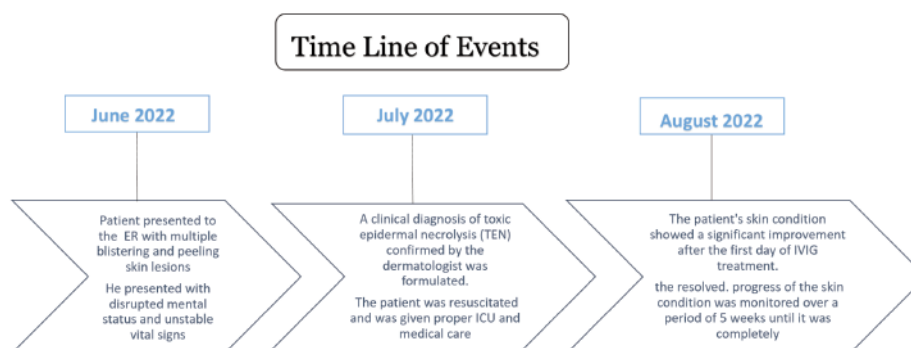 Time Line of Events
June 2022
Patient presented to
the ER with multiple
blistering and peeling
skin lesions
He presented with
disrupted mental
status and unstable
vital signs
July 2022
A clinical diagnosis of toxic
epidermal necrolysis (TEN)
confirmed by the
dermatologist was
formulated.
The patient was resuscitated
and was given proper ICU and
medical care
August 2022
The patient's skin condition
showed a significant improvement
after the first day of IVIG
treatment.
the resolved. progress of the skin
condition was monitored over a
period of 5 weeks until it was
completely